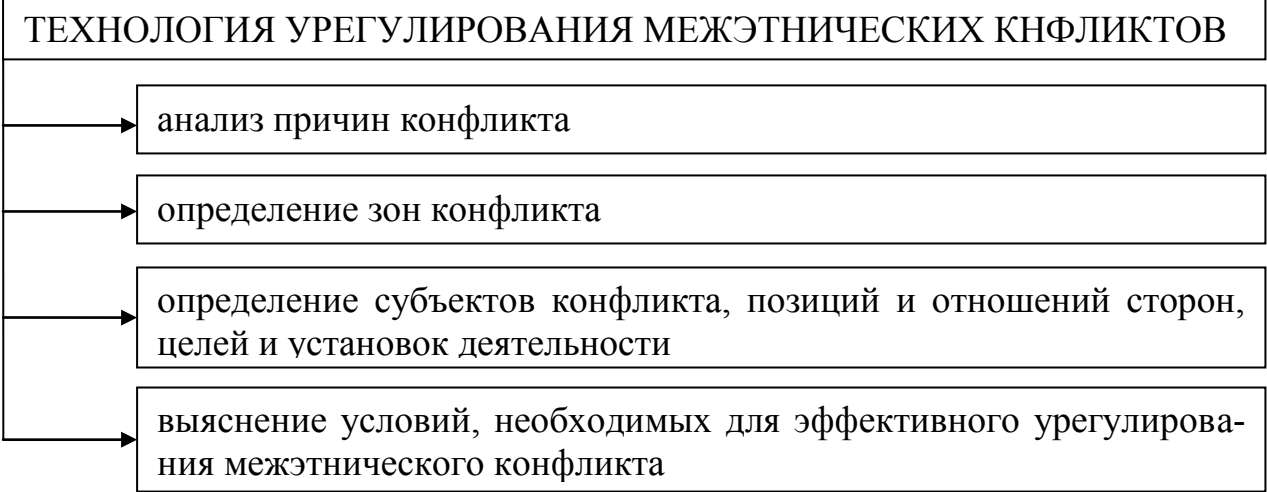 ТЕХНОЛОГИЯ УРЕГУЛИРОВАНИЯ МЕЖЭТНИЧЕСКИХ КНФЛИКТОВ
анализ причин конфликта
определение зон конфликта
определение субъектов конфликта, позиций и отношений сторон,
целей и установок деятельности
выяснение условий, необходимых для эффективного урегулирова-
ния межэтнического конфликта